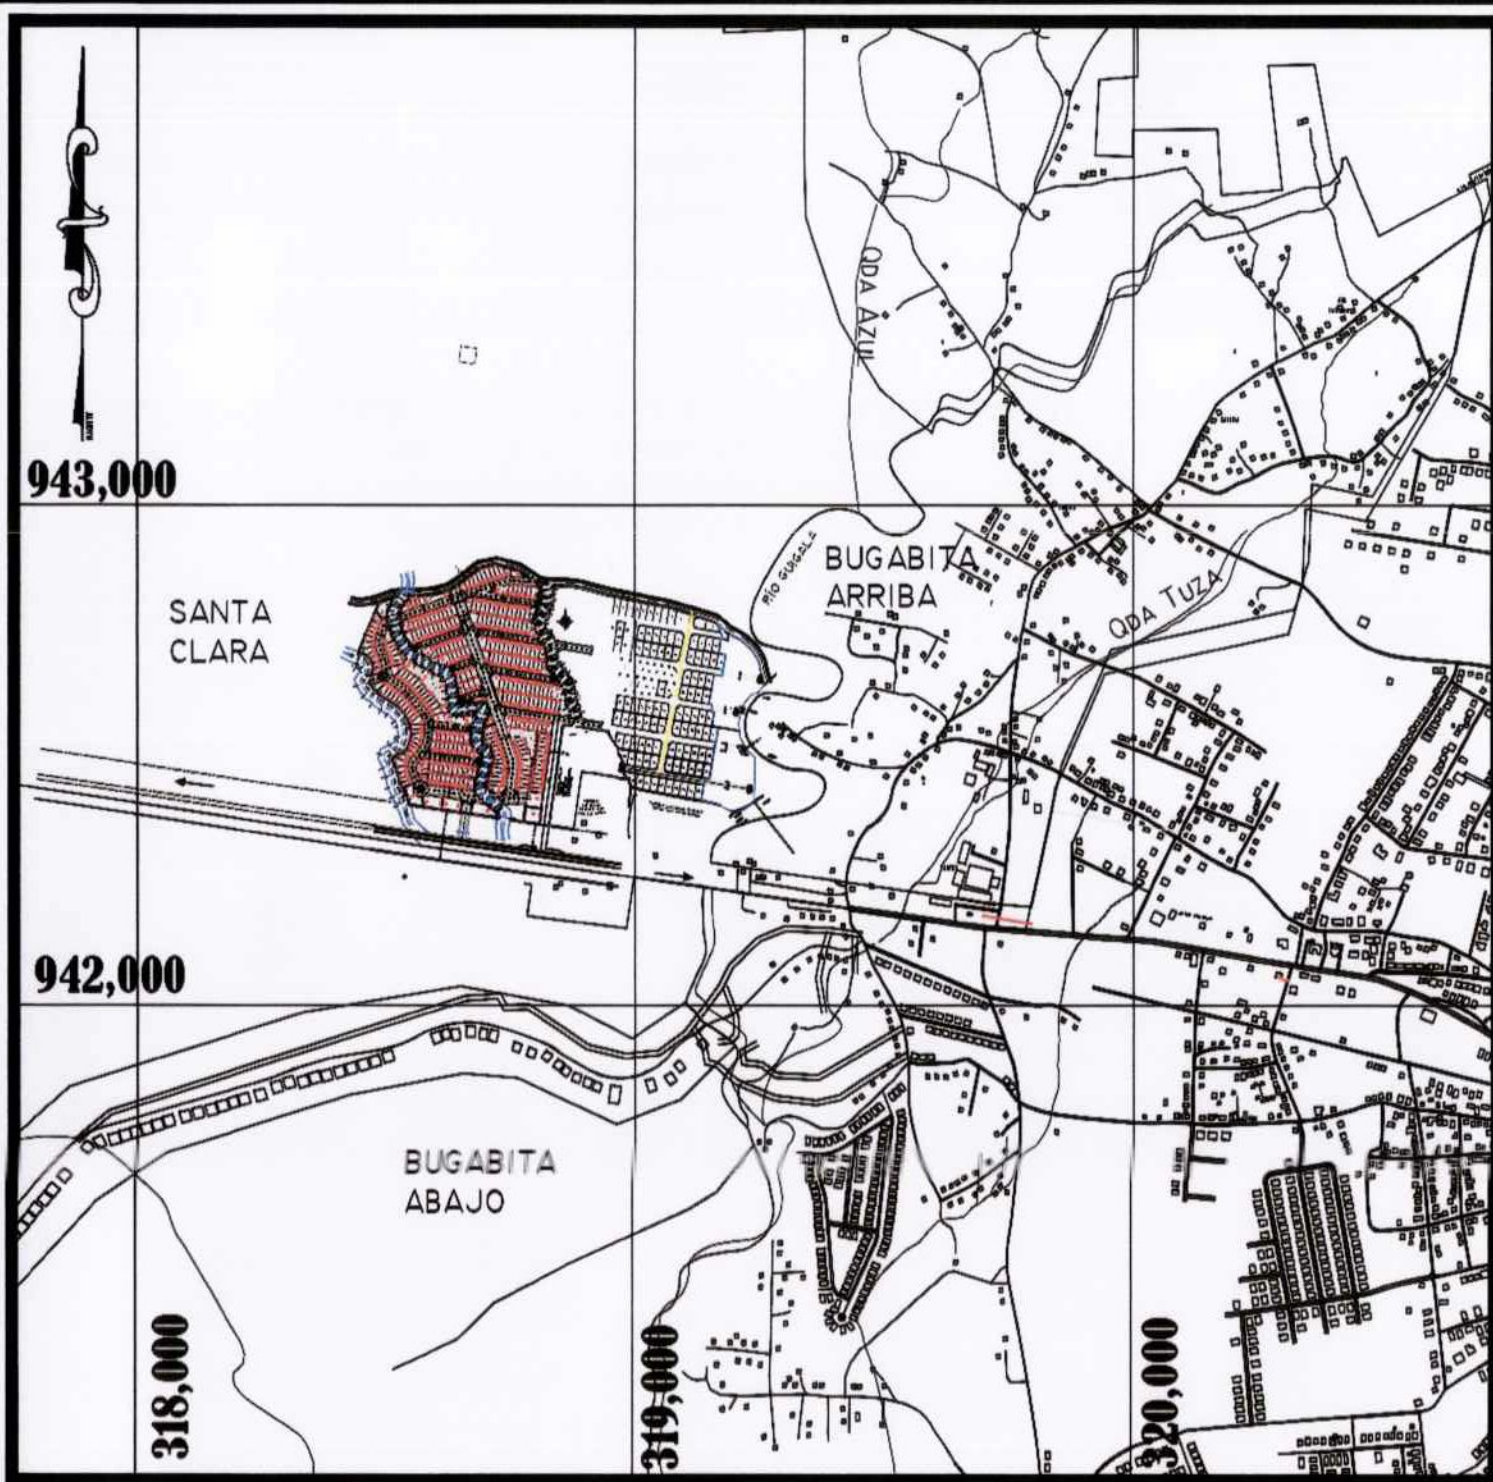 QDA AZUL
943,000
RÍO GUIGALA
BUGABITA
ARRIBA
SANTA
CLARA
QDA TUZA
942,000
BUGABITA
ABAJO
318,000
319,000
320,000